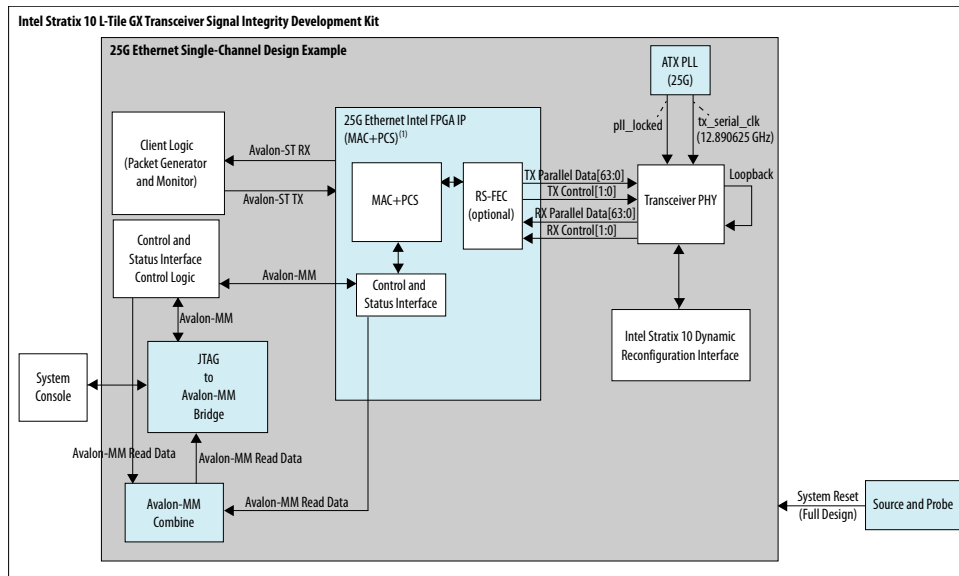 Intel Stratix 10 L-Tile GX Transceiver Signal Integrity Development Kit
25G Ethernet Single-Channel Design Example
ATX PLL
(25G)
pll_locked
tx_serial_clk
(12.890625 GHz)
25G Ethernet Intel FPGA IP
(MAC+PCS)(1)
Client Logic
(Packet Generator
and Monitor)
Avalon-ST RX
Avalon-ST TX
MAC+PCS
RS-FEC
(optional)
TX Parallel Data[63:0]
TX Control[1:0]
RX Parallel Data[63:0]
RX Control[1:0]
Transceiver PHY
Loopback
Control and
Status Interface
Control Logic
Avalon-MM
Control and
Status Interface
Avalon-MM
Intel Stratix 10 Dynamic
Reconfiguration Interface
System
Console
JTAG
to
Avalon-MM
Bridge
Avalon-MM Read Data
Avalon-MM Read Data
Avalon-MM
Combine
Avalon-MM Read Data
System Reset
(Full Design)
Source and Probe